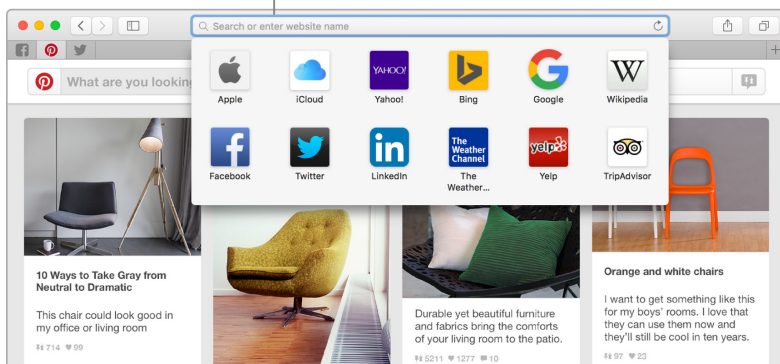 Search or enter website name
What are you looking
YAHOO!
W
Apple
iCloud
Yahoo!
Bing
Google
Wikipedia
in
The
Weather
Channel
yelp
Facebook
Twitter
LinkedIn
The
Weather...
Yelp
TripAdvisor
10 Ways to Take Gray from
Neutral to Dramatic
This chair could look good in
my office or living room
714 99
Durable yet beautiful furniture
and fabrics bring the comforts
of your living room to the patio.
5211 1277 10
Orange and white chairs
I want to get something like this
for my boys' rooms. I love that
they can use them now and
they'll still be cool in ten years.
97 23